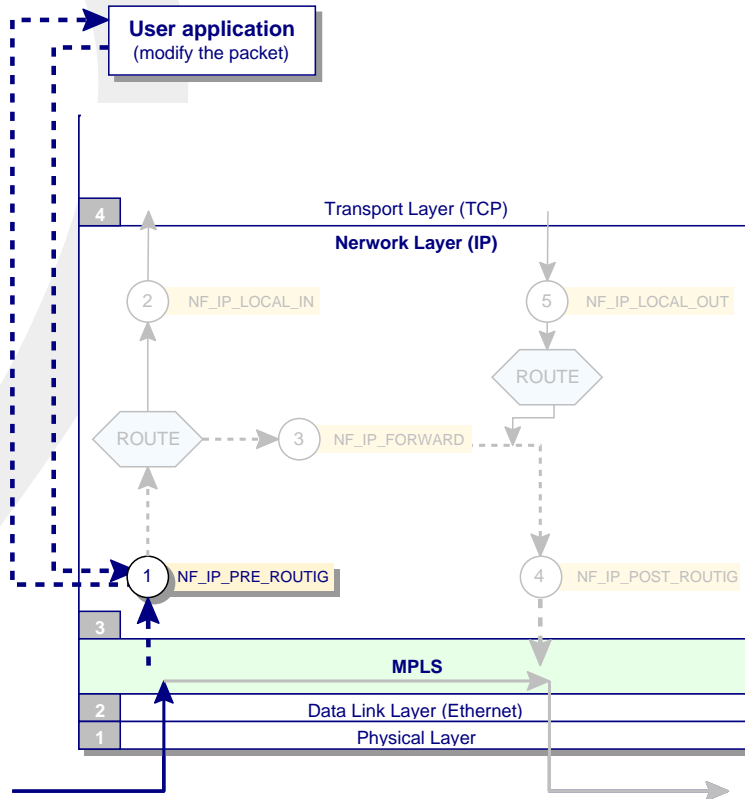 User application
(modify the packet)
4
Transport Layer (TCP)
Nerwork Layer (IP)
2
NF_IP_LOCAL_IN
5
NF_IP_LOCAL_OUT
ROUTE
ROUTE
3
NF_IP_FORWARD
1
NF_IP_PRE_ROUTIG
4
NF_IP_POST_ROUTIG
3
MPLS
2
Data Link Layer (Ethernet)
1
Physical Layer